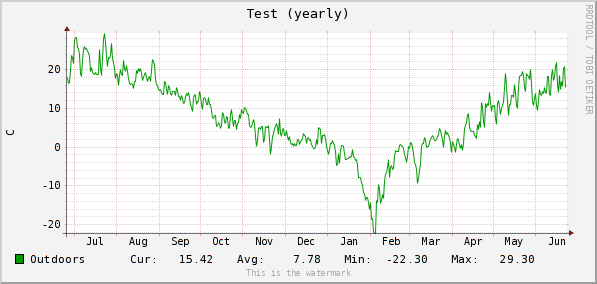 Test (yearly)
RRDTOOL / TOBI OETIKER
C
20
10
0
-10
-20
Jul Aug Sep Oct Nov Dec Jan Feb Mar Apr May Jun
Outdoors Cur: 15.42 Avg: 7.78 Min: -22.30 Max: 29.30
This is the watermark